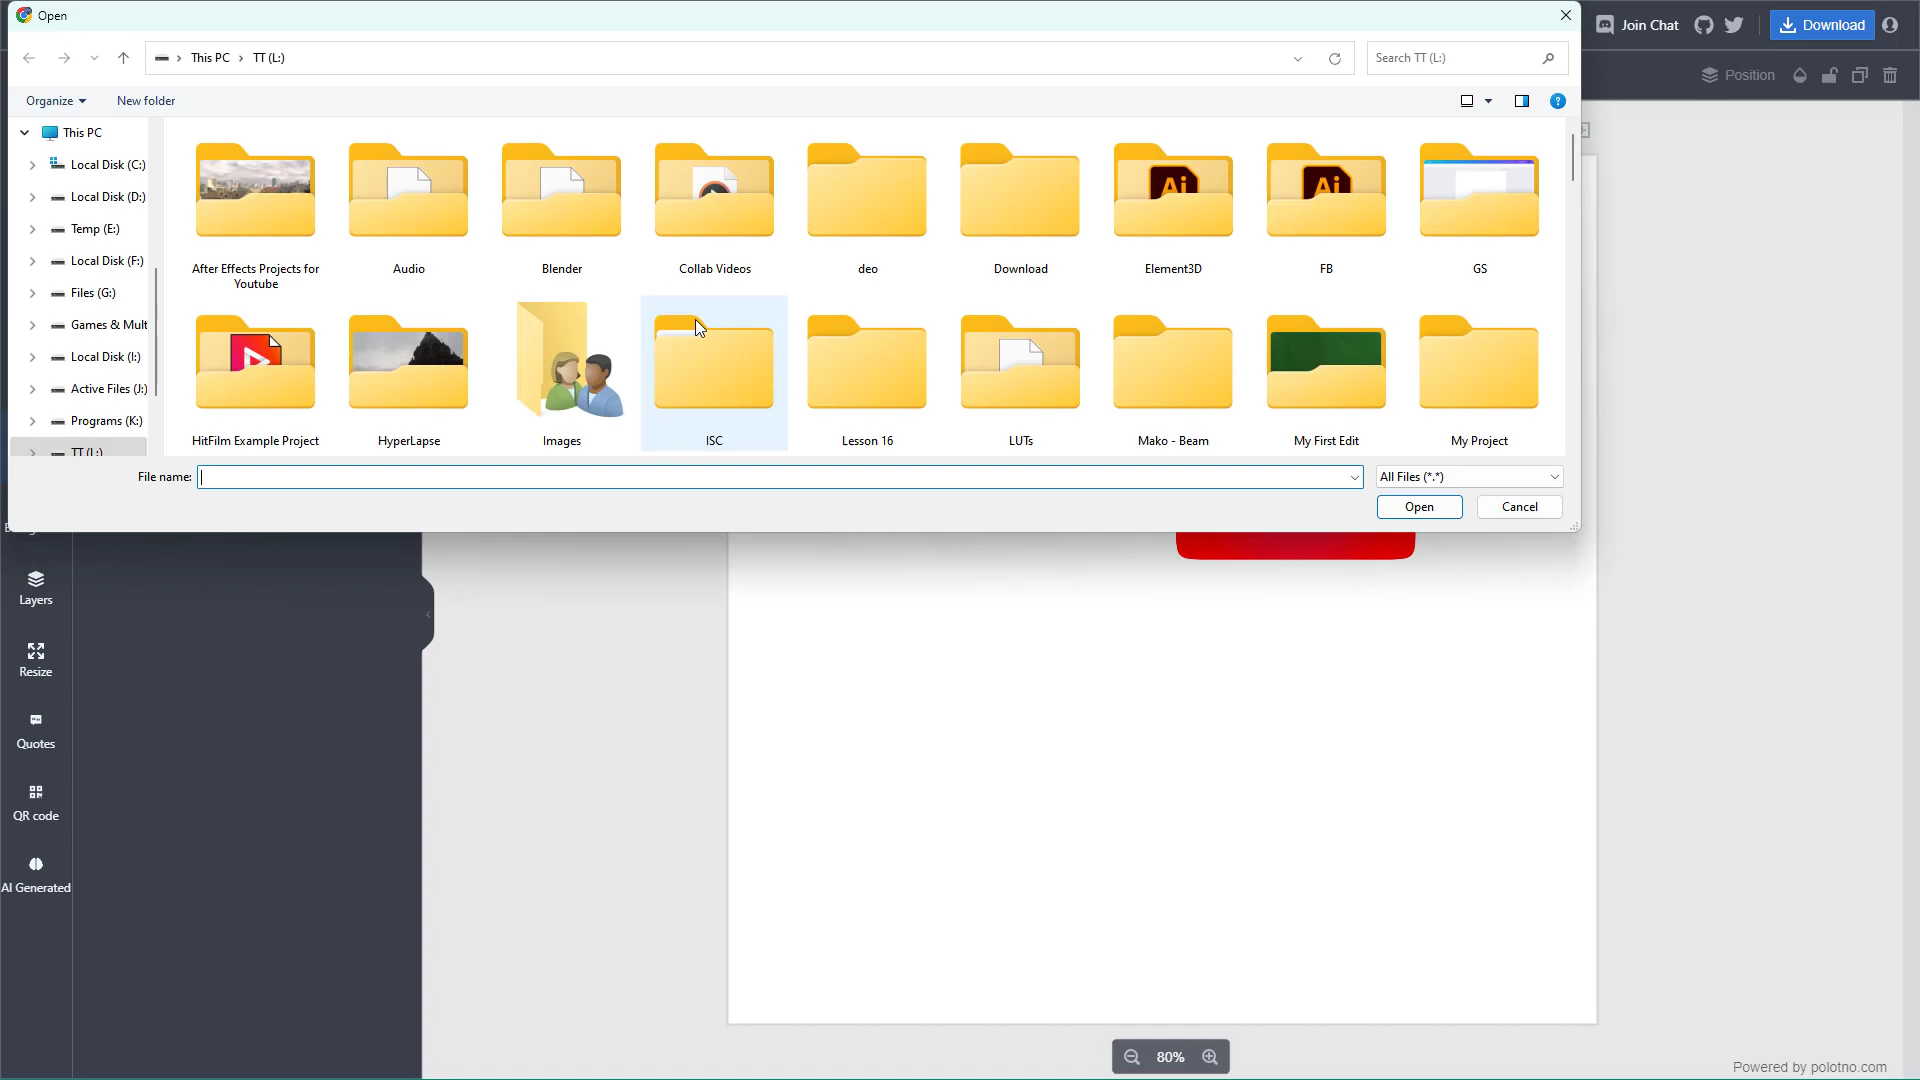 Open
Join Chat
Download
This PC
TT (L:)
Search TT (L:)
Position
Organize
New folder
This PC
Local Disk (C:)
Local Disk (D:)
Temp (E:)
Local Disk (F:)
Files (G:)
Games & Mult
Local Disk (I:)
Active Files (J:)
Programs (K:)
TT (L:)
After Effects Projects for
Youtube
Audio
Blender
Collab Videos
deo
Download
Element3D
FB
GS
Ai
Ai
HitFilm Example Project
HyperLapse
Images
ISC
Lesson 16
LUTs
Mako - Beam
My First Edit
My Project
File name:
All Files (*.*)
Open
Cancel
Layers
Resize
Quotes
QR code
AI Generated
80%
Powered by polotno.com